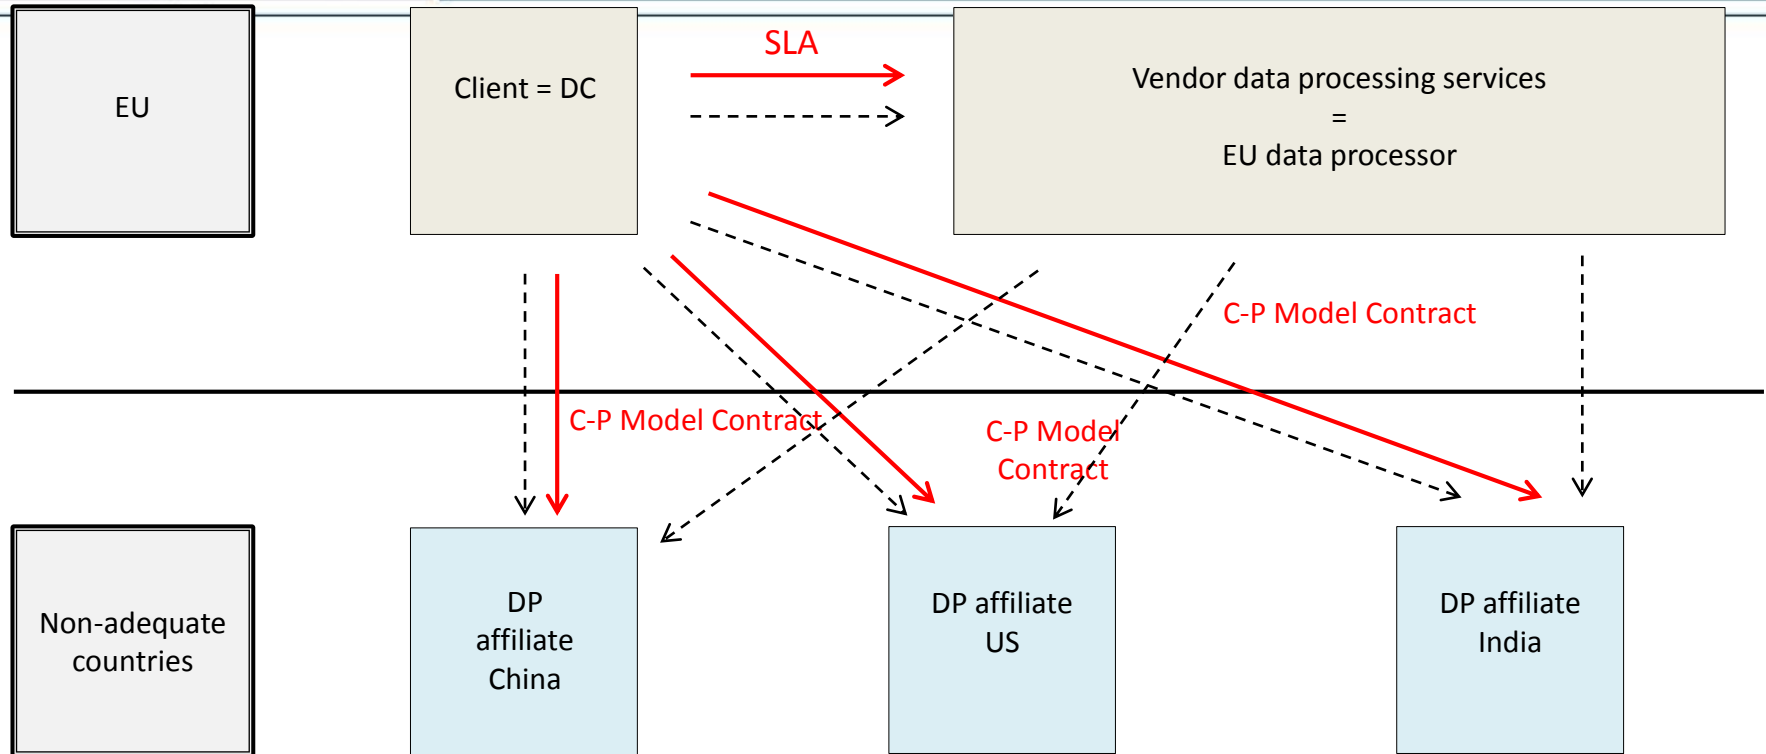 SLA
EU
Client = DC
Vendor data processing services
=
EU data processor
C-P Model Contract
C-P Model Contract
C-P Model
Contract
Non-adequate
countries
DP
affiliate
China
DP affiliate
US
DP affiliate
India